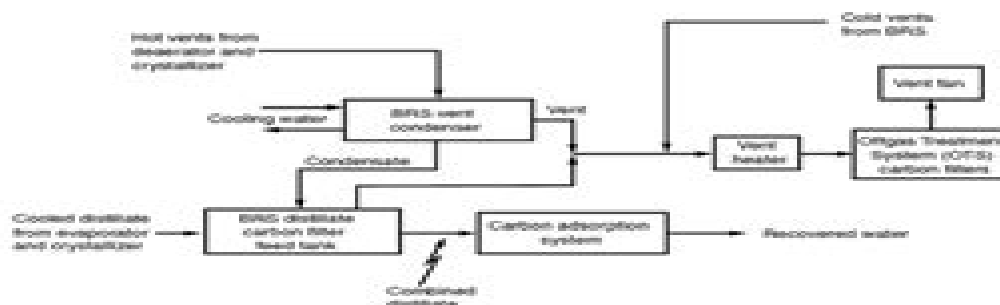 Hot vents from
deaerator and
crystallizer
Cold vents
from BRS
Vent fan
BRS vent
condenser
Vent
Cooling water
Offgas Treatment
System (OTS)
carbon filters
Vent
heater
Condensate
Cooled distillate
from evaporator
and crystallizer
BRS distillate
carbon filter
feed tank
Carbon adsorption
system
Recovered water
Combined
distillate